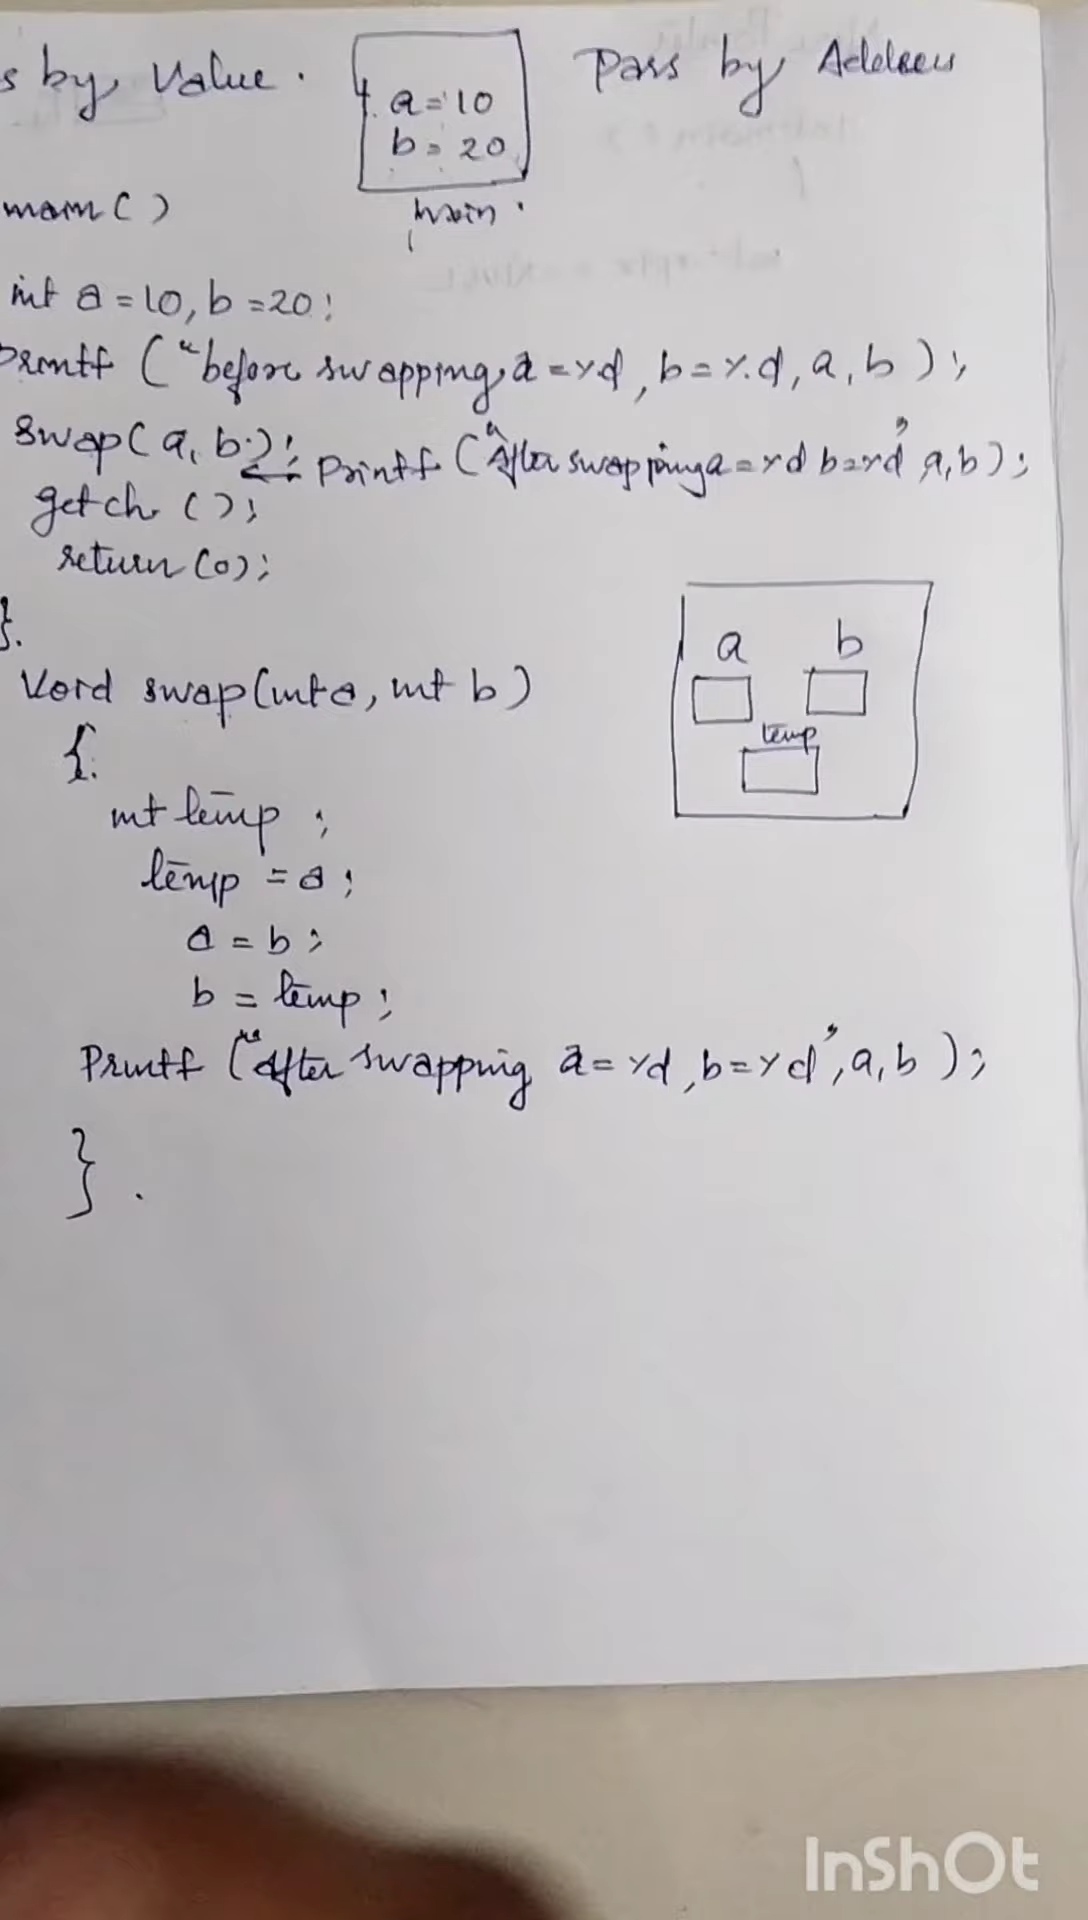 s by Value.
a = 10
b = 20
main.
Pass by Address
main ( )
int a = 10, b = 20;
Printf ("before swapping, a = %d, b = %.d, a, b );
swap( a, b.);
Printf ("After swapping a = %d b = %d" a, b );
getch ( );
return (0);
}.
Void swap(int a, int b)
{.
int temp ;
temp = a ;
a = b ;
b = temp ;
Printf ("After swapping a = %d, b = %d", a, b );
} .
a b
temp
InShOt